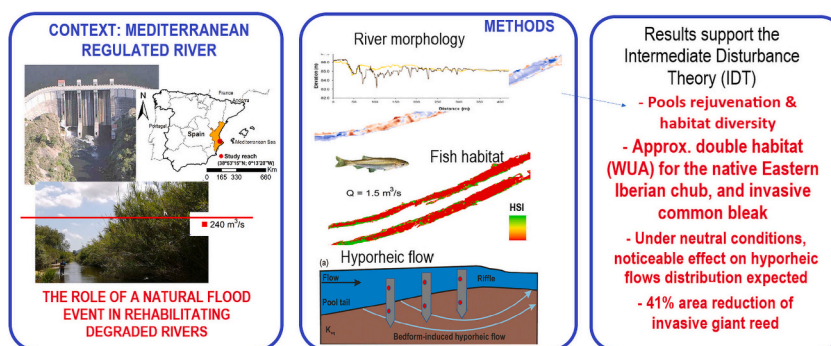 CONTEXT: MEDITERRANEAN
REGULATED RIVER
N
France
Andorra
Portugal
Spain
Mediterranean Sea
Study reach
0 165 330 660
Km
240 m³/s
THE ROLE OF A NATURAL FLOOD
EVENT IN REHABILITATING
DEGRADED RIVERS
METHODS
River morphology
Distance (m)
Fish habitat
Q = 1.5 m³/s
HSI
Hyporheic flow
(a)
Flow
Riffle
Pool tail
Bedform-induced hyporheic flow
Results support the
Intermediate Disturbance
Theory (IDT)
- Pools rejuvenation &
habitat diversity
- Approx. double habitat
(WUA) for the native Eastern
Iberian chub, and invasive
common bleak
- Under neutral conditions,
noticeable effect on hyporheic
flows distribution expected
- 41% area reduction of
invasive giant reed